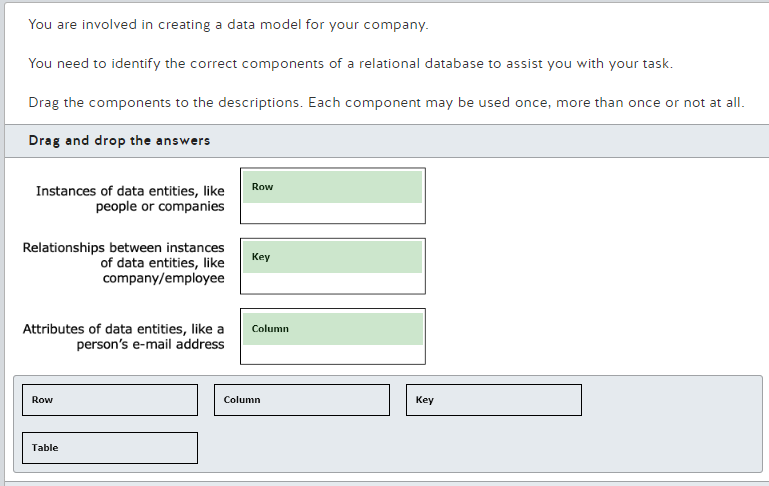 You are involved in creating a data model for your company.
You need to identify the correct components of a relational database to assist you with your task.
Drag the components to the descriptions. Each component may be used once, more than once or not at all.
Drag and drop the answers
Instances of data entities, like
people or companies
Row
Relationships between instances
of data entities, like
company/employee
Key
Attributes of data entities, like a
person's e-mail address
Column
Row
Column
Key
Table